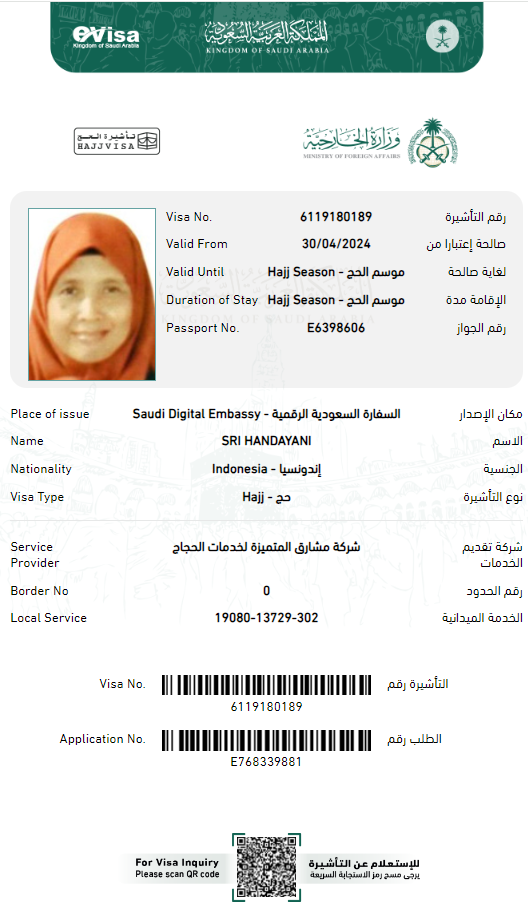 eVisa
Kingdom of Saudi Arabia
المملكة العربية السعودية
KINGDOM OF SAUDI ARABIA
تأشيرة الحج
HAJJ VISA
وزارة الخارجية
MINISTRY OF FOREIGN AFFAIRS
Visa No. 6119180189 رقم التأشيرة
Valid From 30/04/2024 صالحة إعتبارا من
Valid Until Hajj Season - موسم الحج لغاية صالحة
Duration of Stay Hajj Season - موسم الحج الإقامة مدة
KINGDOM OF SAUDI ARABIA
Passport No. E6398606 رقم الجواز
Place of issue Saudi Digital Embassy - السفارة السعودية الرقمية مكان الإصدار
Name SRI HANDAYANI الاسم
Nationality Indonesia - إندونسيا الجنسية
Visa Type Hajj - حج نوع التأشيرة
Service Provider شركة مشارق المتميزة لخدمات الحجاج شركة تقديم الخدمات
Border No 0 رقم الحدود
Local Service 19080-13729-302 الخدمة الميدانية
Visa No. التأشيرة رقم
6119180189
Application No. الطلب رقم
E768339881
For Visa Inquiry للإستعلام عن التأشيرة
Please scan QR code يرجى مسح رمز الاستجابة السريعة